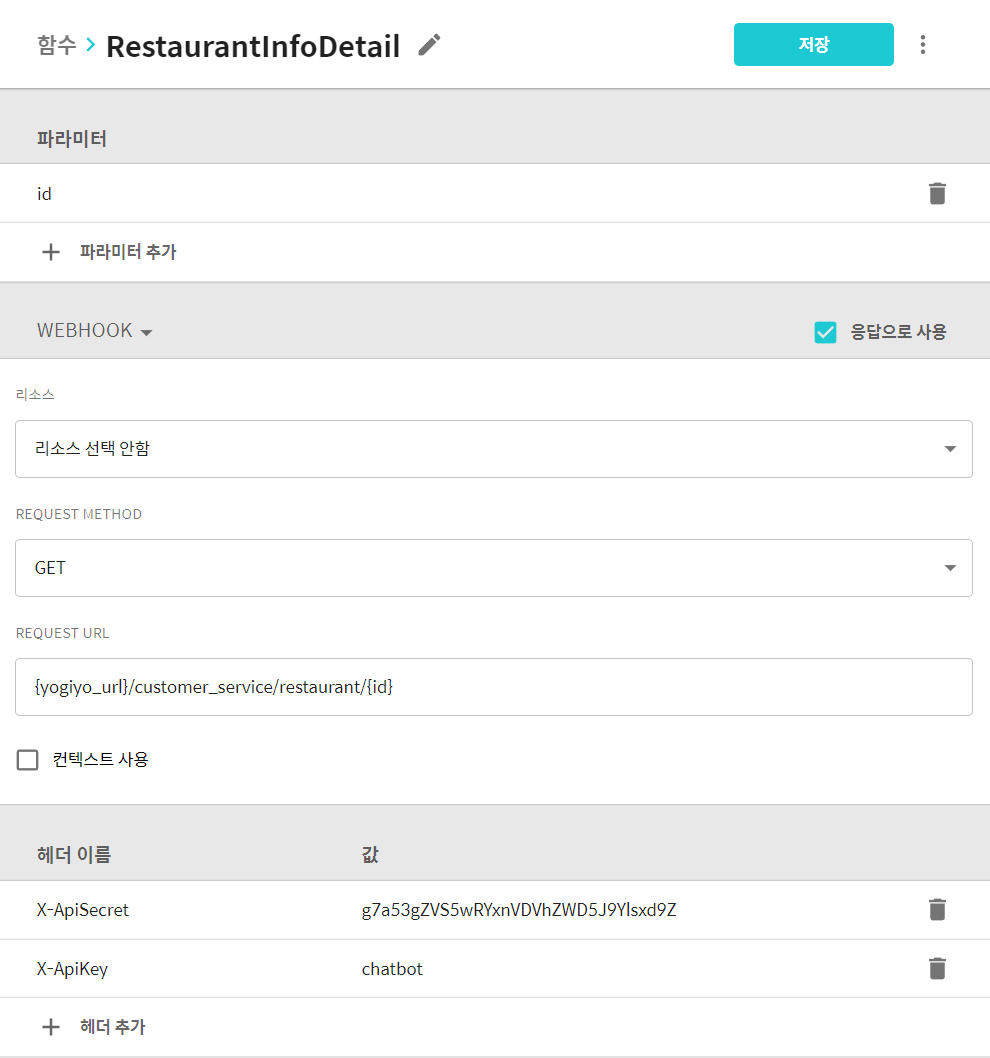 함수 > RestaurantInfoDetail
저장
파라미터
id
파라미터 추가
WEBHOOK
응답으로 사용
리소스
리소스 선택 안함
REQUEST METHOD
GET
REQUEST URL
{yogiyo_url}/customer_service/restaurant/{id}
컨텍스트 사용
헤더 이름 값
X-ApiSecret g7a53gZVS5wRYxnVDVhZWD5J9Ylsxd9Z
X-ApiKey chatbot
헤더 추가